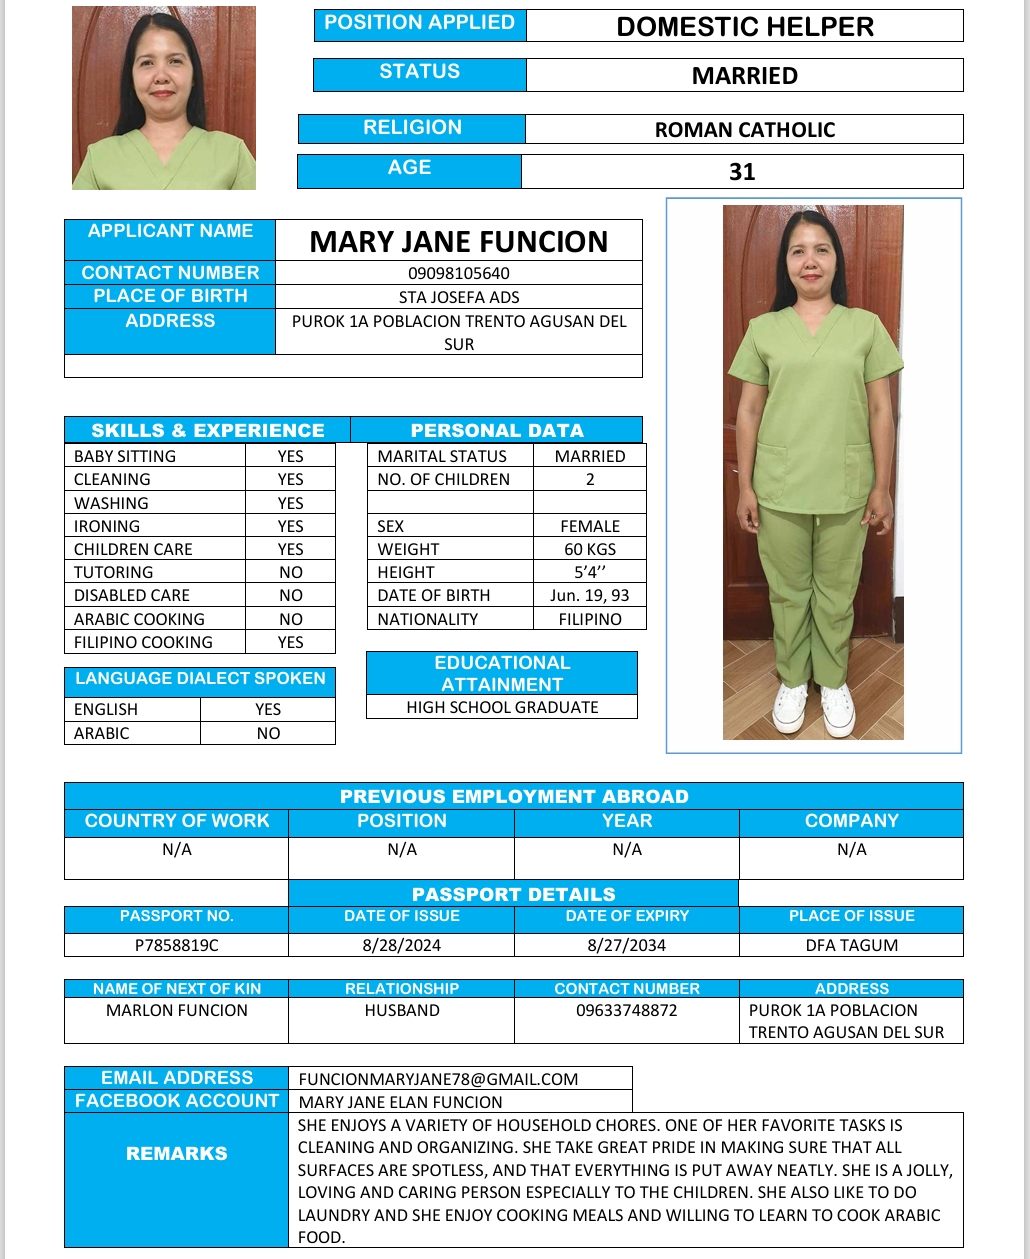 POSITION APPLIED DOMESTIC HELPER
STATUS MARRIED
RELIGION ROMAN CATHOLIC
AGE 31
APPLICANT NAME MARY JANE FUNCION
CONTACT NUMBER 09098105640
PLACE OF BIRTH STA JOSEFA ADS
ADDRESS PUROK 1A POBLACION TRENTO AGUSAN DEL
SUR
SKILLS & EXPERIENCE
BABY SITTING YES
CLEANING YES
WASHING YES
IRONING YES
CHILDREN CARE YES
TUTORING NO
DISABLED CARE NO
ARABIC COOKING NO
FILIPINO COOKING YES
LANGUAGE DIALECT SPOKEN
ENGLISH YES
ARABIC NO
PERSONAL DATA
MARITAL STATUS MARRIED
NO. OF CHILDREN 2
SEX FEMALE
WEIGHT 60 KGS
HEIGHT 5’4’’
DATE OF BIRTH Jun. 19, 93
NATIONALITY FILIPINO
EDUCATIONAL
ATTAINMENT
HIGH SCHOOL GRADUATE
PREVIOUS EMPLOYMENT ABROAD
COUNTRY OF WORK POSITION YEAR COMPANY
N/A N/A N/A N/A
PASSPORT DETAILS
PASSPORT NO. DATE OF ISSUE DATE OF EXPIRY PLACE OF ISSUE
P7858819C 8/28/2024 8/27/2034 DFA TAGUM
NAME OF NEXT OF KIN RELATIONSHIP CONTACT NUMBER ADDRESS
MARLON FUNCION HUSBAND 09633748872 PUROK 1A POBLACION
TRENTO AGUSAN DEL SUR
EMAIL ADDRESS FUNCIONMARYJANE78@GMAIL.COM
FACEBOOK ACCOUNT MARY JANE ELAN FUNCION
REMARKS
SHE ENJOYS A VARIETY OF HOUSEHOLD CHORES. ONE OF HER FAVORITE TASKS IS
CLEANING AND ORGANIZING. SHE TAKE GREAT PRIDE IN MAKING SURE THAT ALL
SURFACES ARE SPOTLESS, AND THAT EVERYTHING IS PUT AWAY NEATLY. SHE IS A JOLLY,
LOVING AND CARING PERSON ESPECIALLY TO THE CHILDREN. SHE ALSO LIKE TO DO
LAUNDRY AND SHE ENJOY COOKING MEALS AND WILLING TO LEARN TO COOK ARABIC
FOOD.